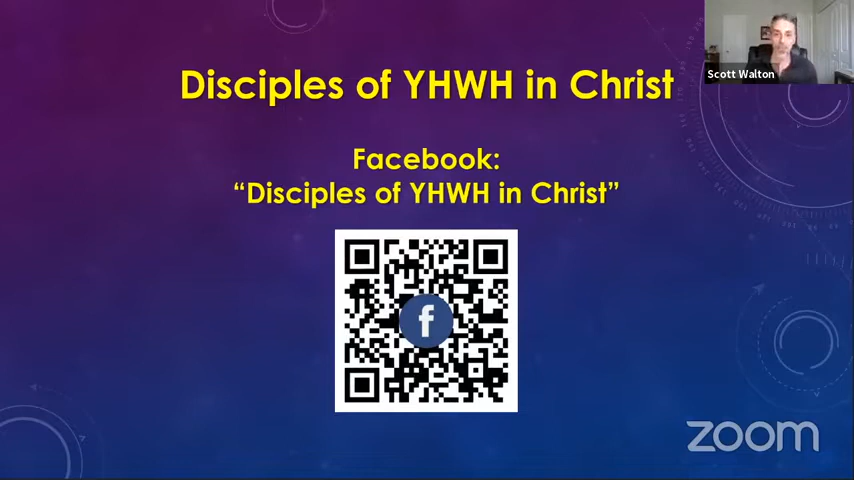 Disciples of YHWH in Christ
Scott Walton
Facebook:
“Disciples of YHWH in Christ”
f
zoom